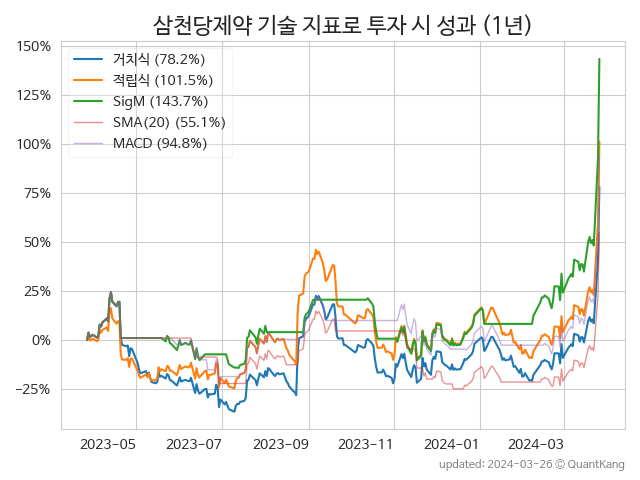 삼천당제약 기술 지표로 투자 시 성과 (1년)
150%
125%
100%
75%
50%
25%
0%
−25%
거치식 (78.2%)
적립식 (101.5%)
SigM (143.7%)
SMA(20) (55.1%)
MACD (94.8%)
2023-05 2023-07 2023-09 2023-11 2024-01 2024-03
updated: 2024-03-26 © QuantKang